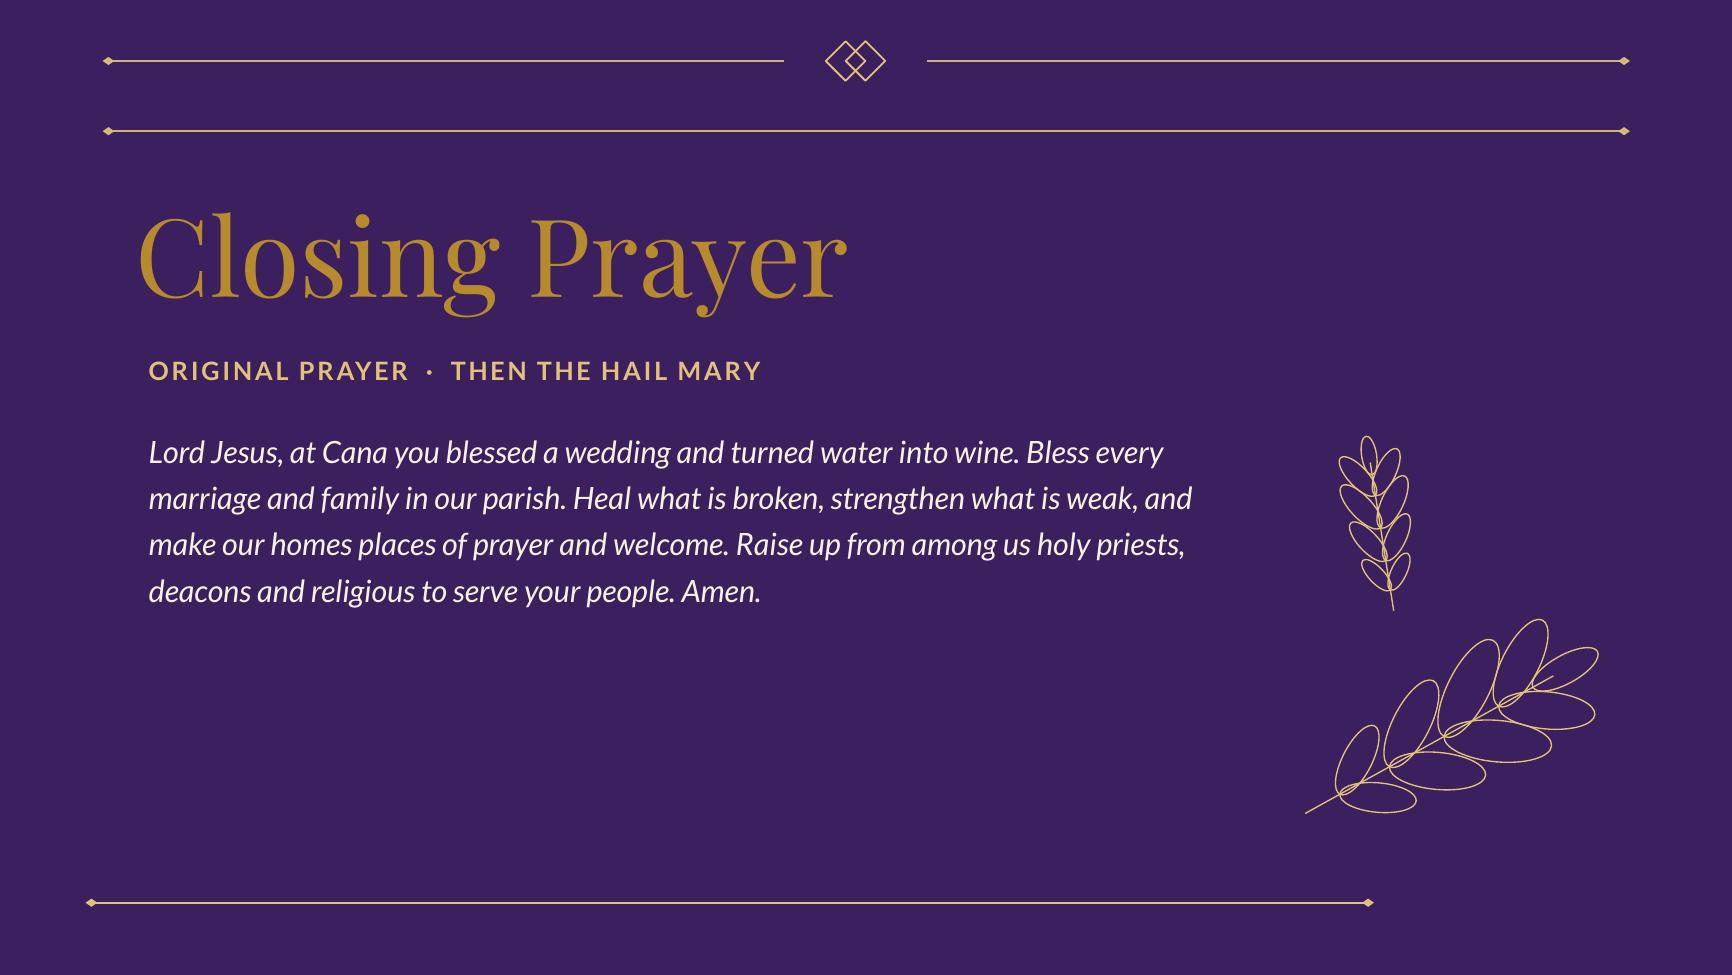 Closing Prayer
ORIGINAL PRAYER · THEN THE HAIL MARY
Lord Jesus, at Cana you blessed a wedding and turned water into wine. Bless every
marriage and family in our parish. Heal what is broken, strengthen what is weak, and
make our homes places of prayer and welcome. Raise up from among us holy priests,
deacons and religious to serve your people. Amen.